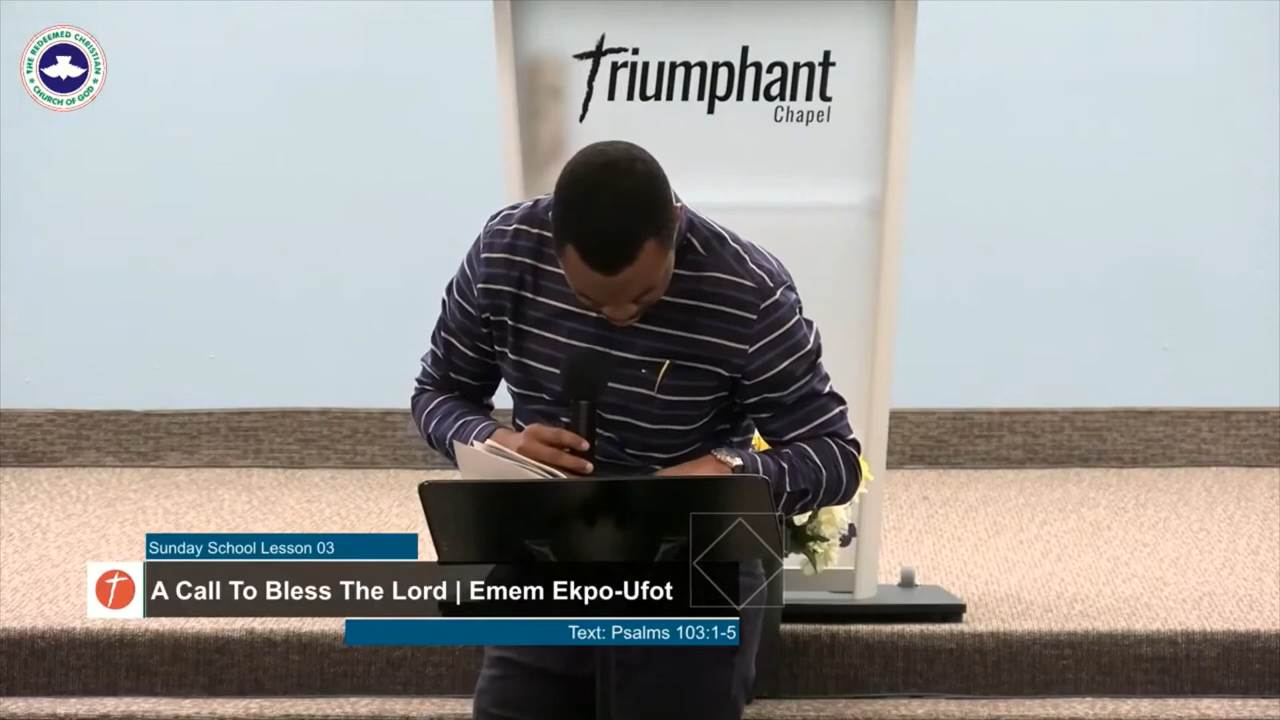 THE REDEEMED CHRISTIAN
CHURCH OF GOD
Triumphant
Chapel
Sunday School Lesson 03
A Call To Bless The Lord | Emem Ekpo-Ufot
Text: Psalms 103:1-5